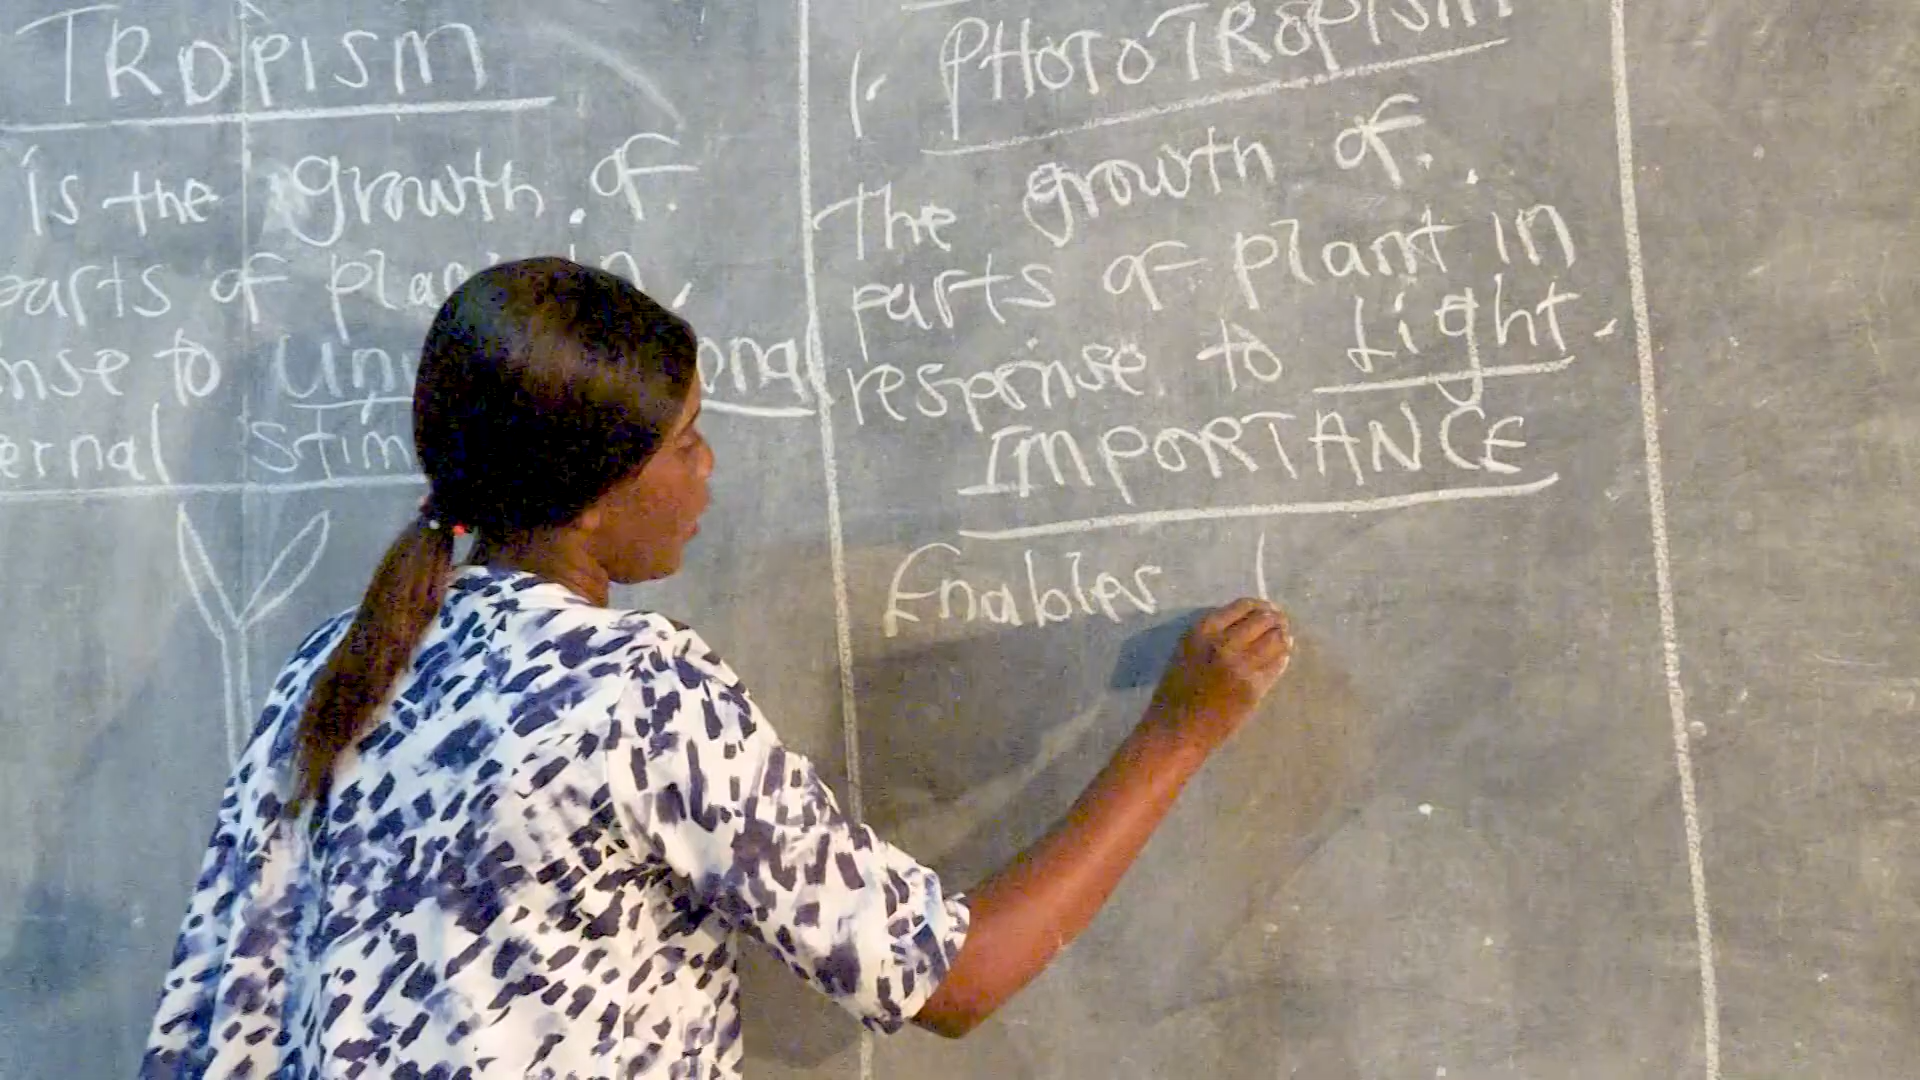 TROPISM
is the growth of
parts of plant in
nse to
ernal
1. PHOTOTROPISM
The growth of
parts of plant in
response to Light.
IMPORTANCE
Enables